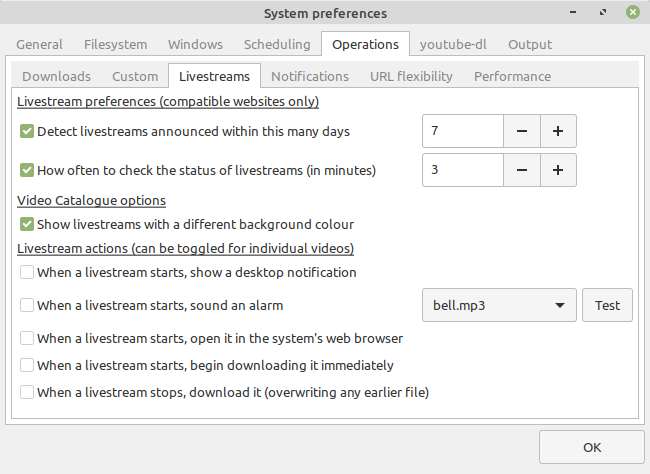 System preferences
General Filesystem Windows Scheduling Operations youtube-dl Output
Downloads Custom Livestreams Notifications URL flexibility Performance
Livestream preferences (compatible websites only)
Detect livestreams announced within this many days 7
How often to check the status of livestreams (in minutes) 3
Video Catalogue options
Show livestreams with a different background colour
Livestream actions (can be toggled for individual videos)
When a livestream starts, show a desktop notification
When a livestream starts, sound an alarm bell.mp3 Test
When a livestream starts, open it in the system's web browser
When a livestream starts, begin downloading it immediately
When a livestream stops, download it (overwriting any earlier file)
OK